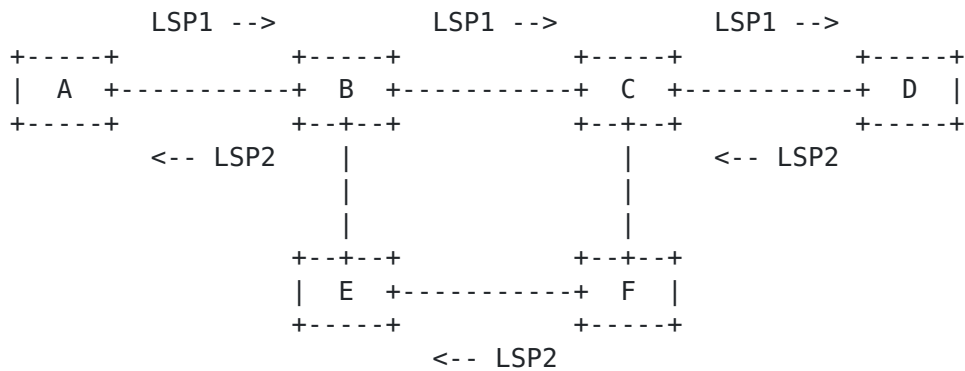 LSP1 --> LSP1 --> LSP1 -->
+-----+ +-----+ +-----+ +-----+
| A +-----------+ B +-----------+ C +-----------+ D |
+-----+ +--+--+ +--+--+ +-----+
<-- LSP2 | | <-- LSP2
| |
| |
+--+--+ +--+--+
| E +-----------+ F |
+-----+ +-----+
<-- LSP2